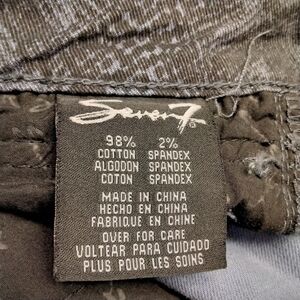 Seven7
98% 2%
COTTON SPANDEX
ALGODON SPANDEX
COTON SPANDEX
MADE IN CHINA
HECHO EN CHINA
FABRIQUE EN CHINE
OVER FOR CARE
VOLTEAR PARA CUIDADO
PLUS POUR LES SOINS